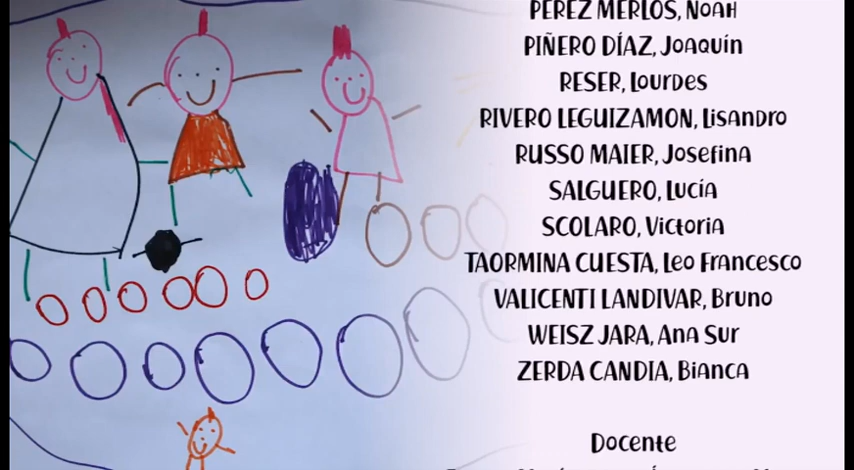 PEREZ MERLOS, Noah
PIÑERO DÍAZ, Joaquín
RESER, Lourdes
RIVERO LEGUIZAMON, Lisandro
RUSSO MAIER, Josefina
SALGUERO, Lucía
SCOLARO, Victoria
TAORMINA CUESTA, Leo Francesco
VALICENTI LANDIVAR, Bruno
WEISZ JARA, Ana Sur
ZERDA CANDIA, Bianca
Docente